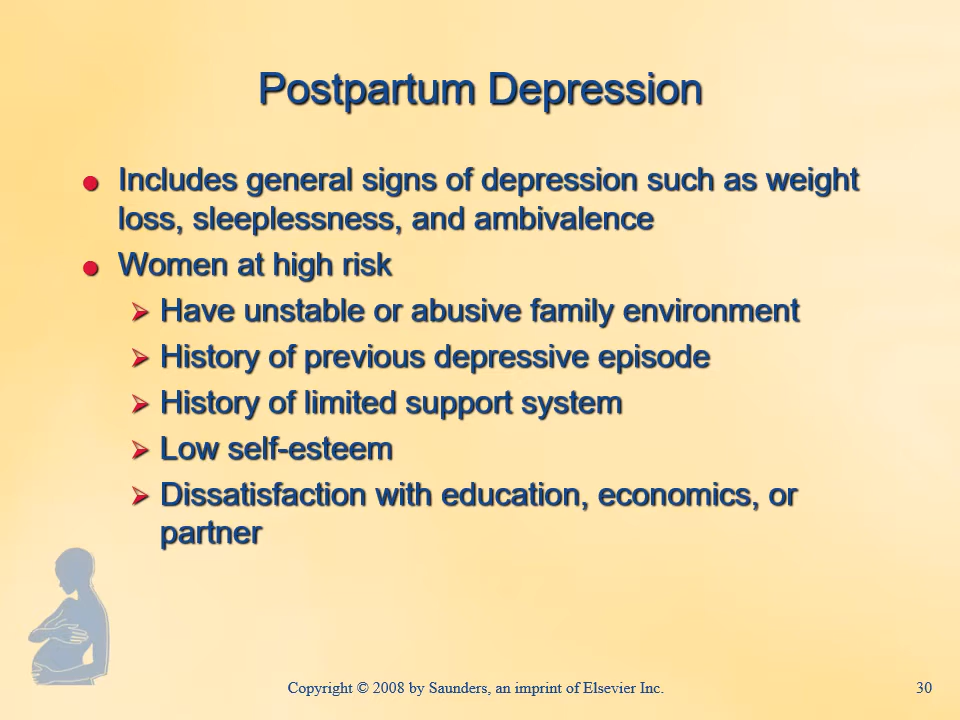 Postpartum Depression
Includes general signs of depression such as weight
loss, sleeplessness, and ambivalence
Women at high risk
Have unstable or abusive family environment
History of previous depressive episode
History of limited support system
Low self-esteem
Dissatisfaction with education, economics, or
partner
Copyright © 2008 by Saunders, an imprint of Elsevier Inc.
30